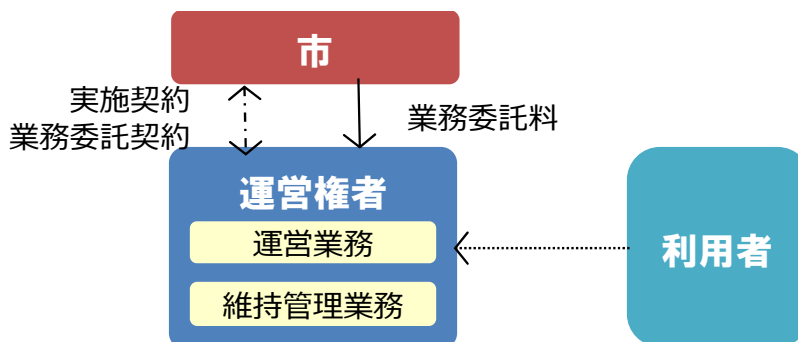 市
実施契約
業務委託契約
業務委託料
運営権者
運営業務
維持管理業務
利用者